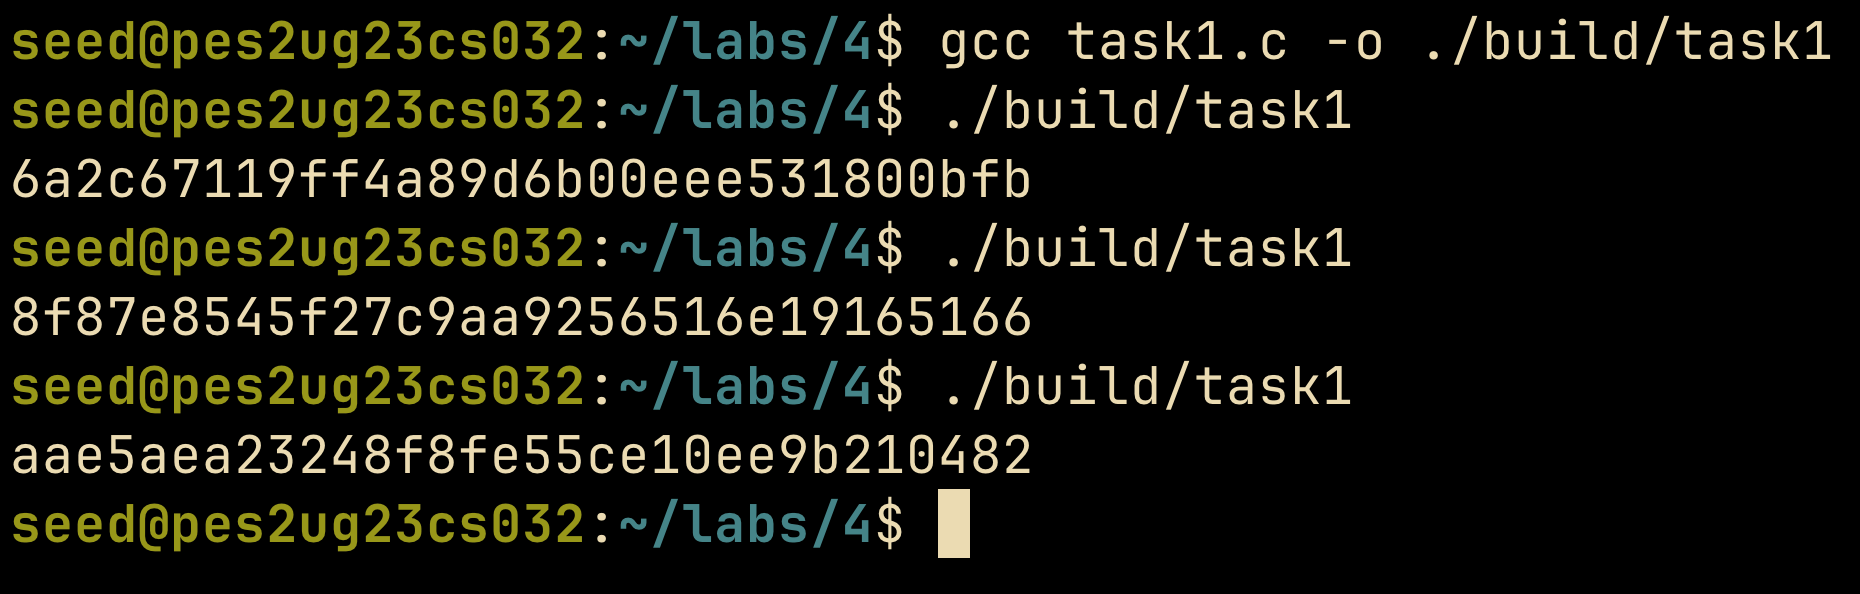 seed@pes2ug23cs032:~/labs/4$ gcc task1.c -o ./build/task1
seed@pes2ug23cs032:~/labs/4$ ./build/task1
6a2c67119ff4a89d6b00eee531800bfb
seed@pes2ug23cs032:~/labs/4$ ./build/task1
8f87e8545f27c9aa9256516e19165166
seed@pes2ug23cs032:~/labs/4$ ./build/task1
aae5aea23248f8fe55ce10ee9b210482
seed@pes2ug23cs032:~/labs/4$